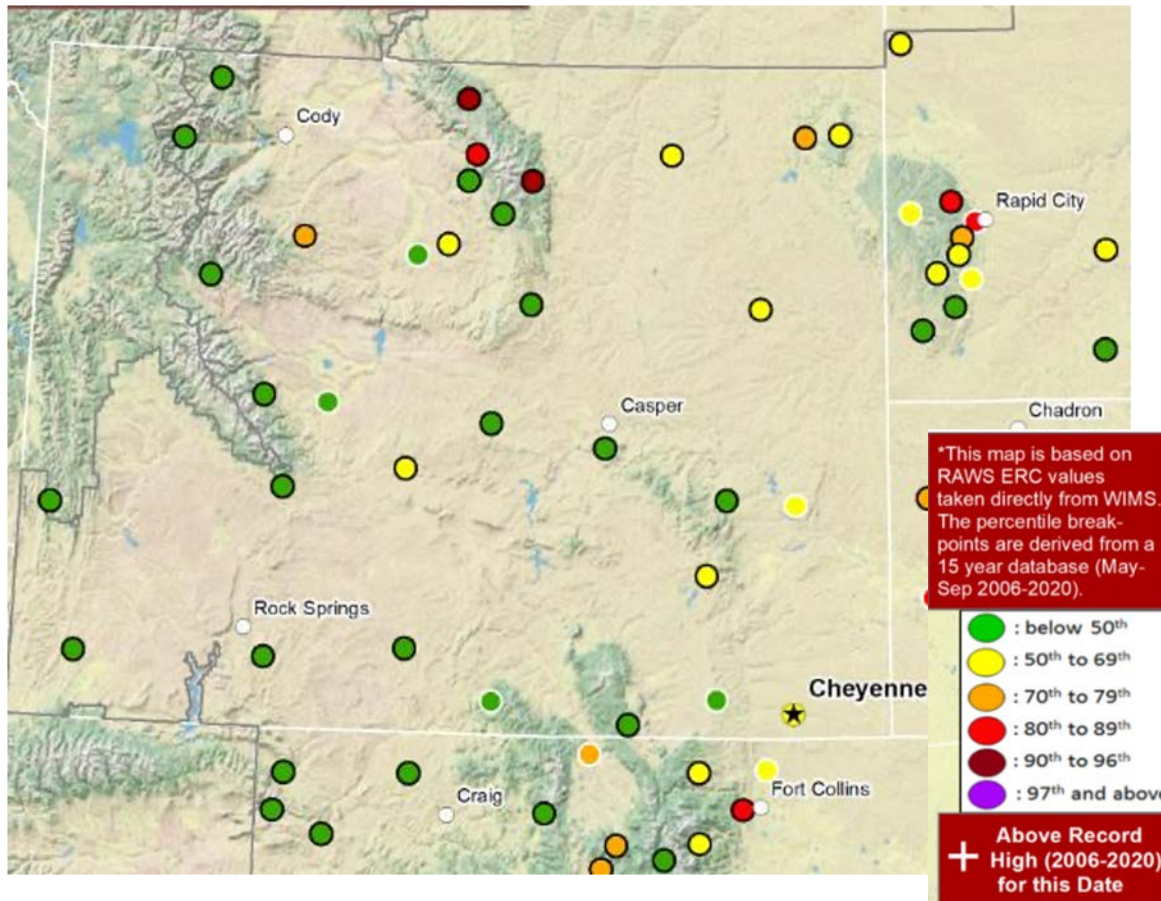 Cody
Rapid City
Casper
Chadron
*This map is based on
RAWS ERC values
taken directly from WIMS.
The percentile break-
points are derived from a
15 year database (May-
Sep 2006-2020).
Rock Springs
: below 50th
: 50th to 69th
: 70th to 79th
: 80th to 89th
: 90th to 96th
: 97th and above
Cheyenne
Craig
Fort Collins
+ Above Record
High (2006-2020)
for this Date